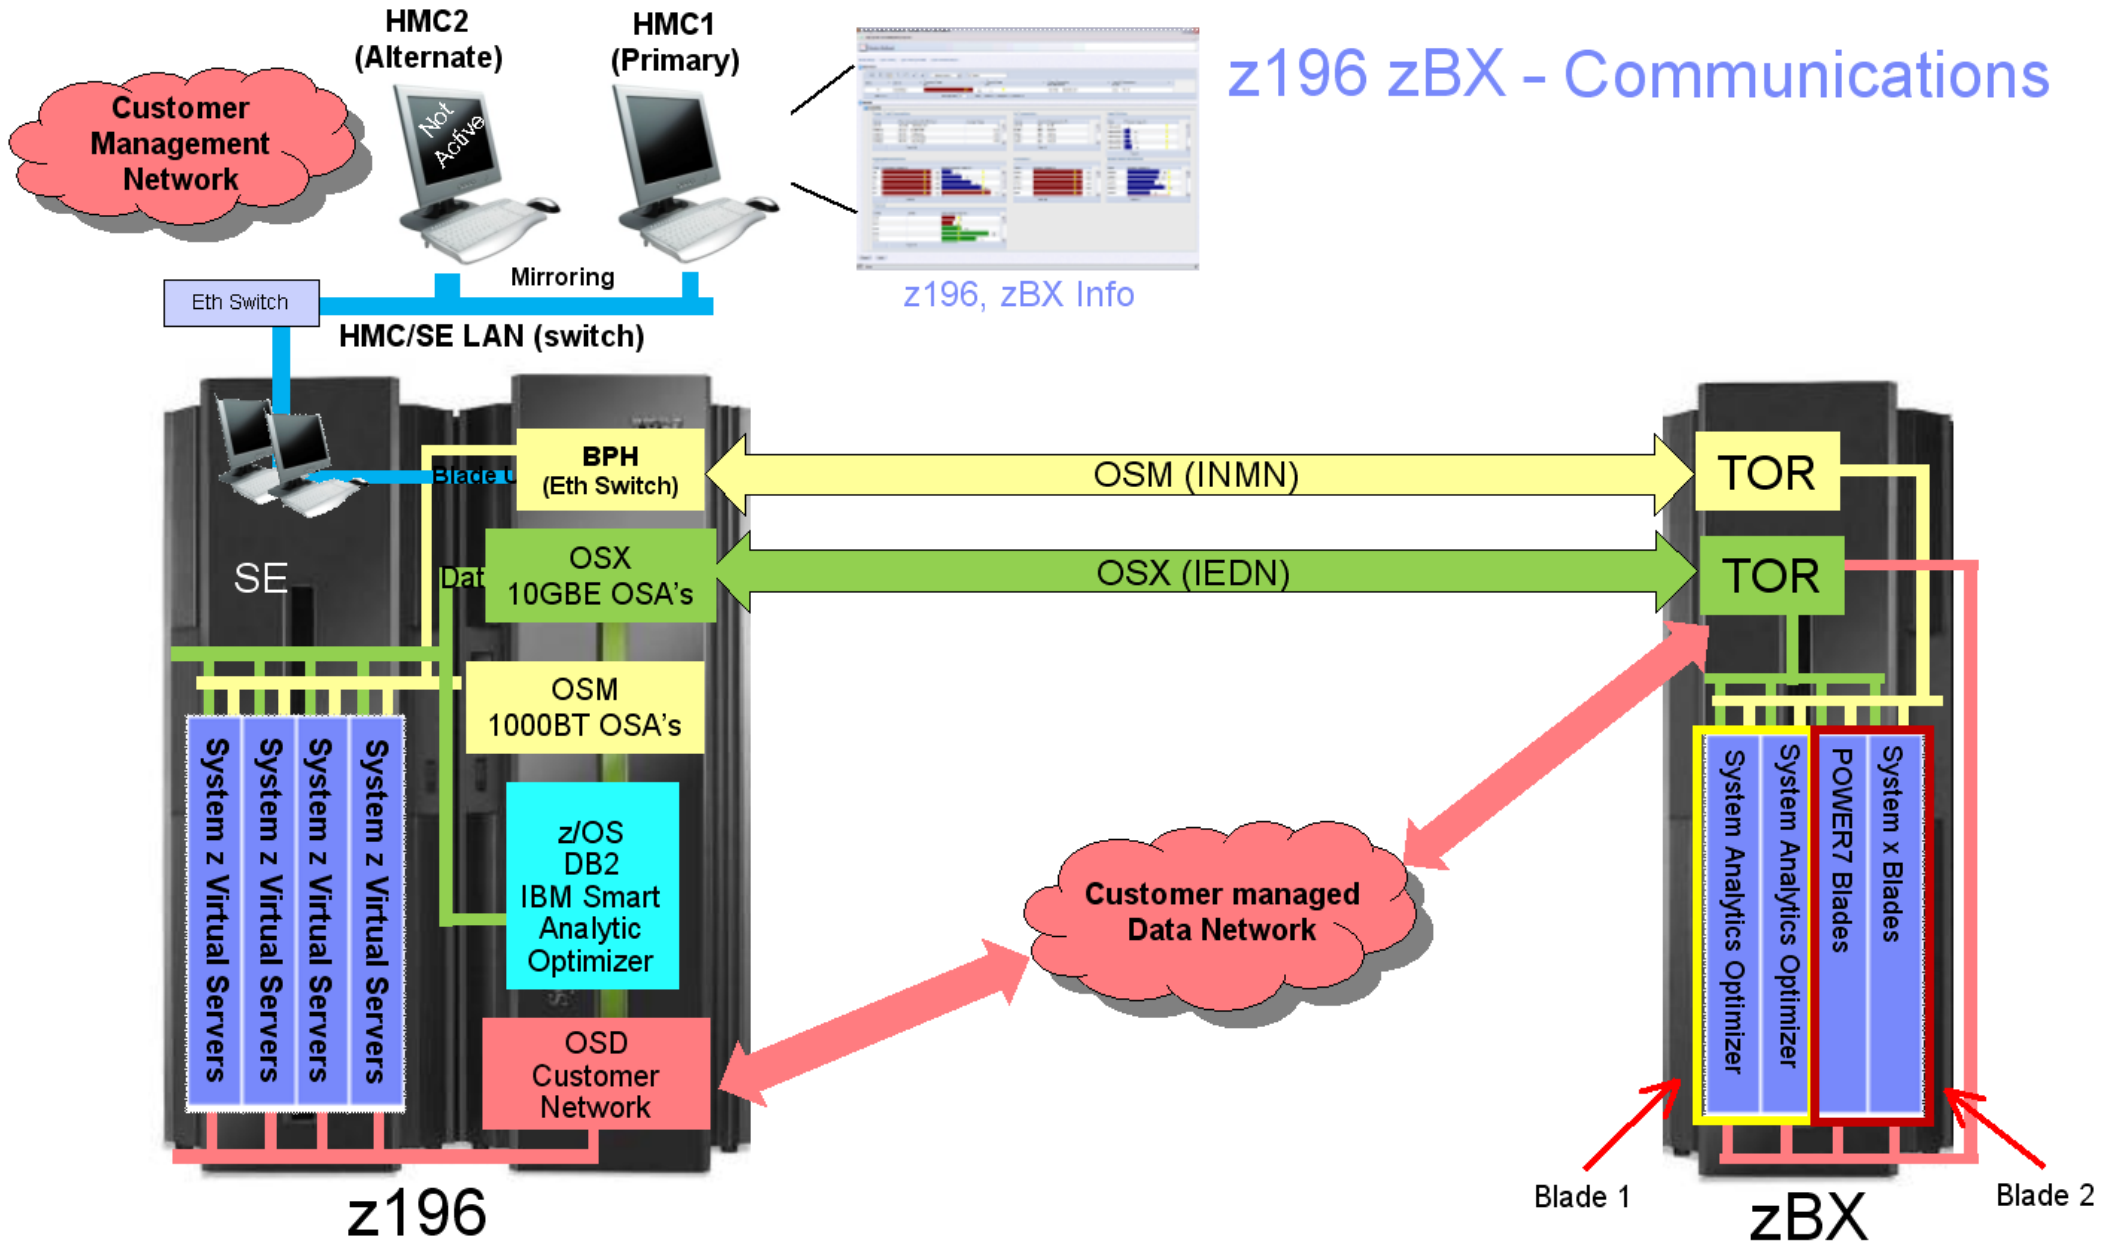 z196 zBX - Communications
HMC2
(Alternate)
HMC1
(Primary)
Customer
Management
Network
Not
Active
z196, zBX Info
Mirroring
Eth Switch
HMC/SE LAN (switch)
SE
Blade
BPH
(Eth Switch)
OSM (INMN)
TOR
Dat
OSX
10GBE OSA's
OSX (IEDN)
TOR
OSM
1000BT OSA's
z/OS
DB2
IBM Smart
Analytic
Optimizer
OSD
Customer
Network
System z Virtual Servers
System z Virtual Servers
System z Virtual Servers
System z Virtual Servers
Customer managed
Data Network
System Analytics Optimizer
System Analytics Optimizer
POWER7 Blades
System x Blades
Blade 1
Blade 2
z196
zBX